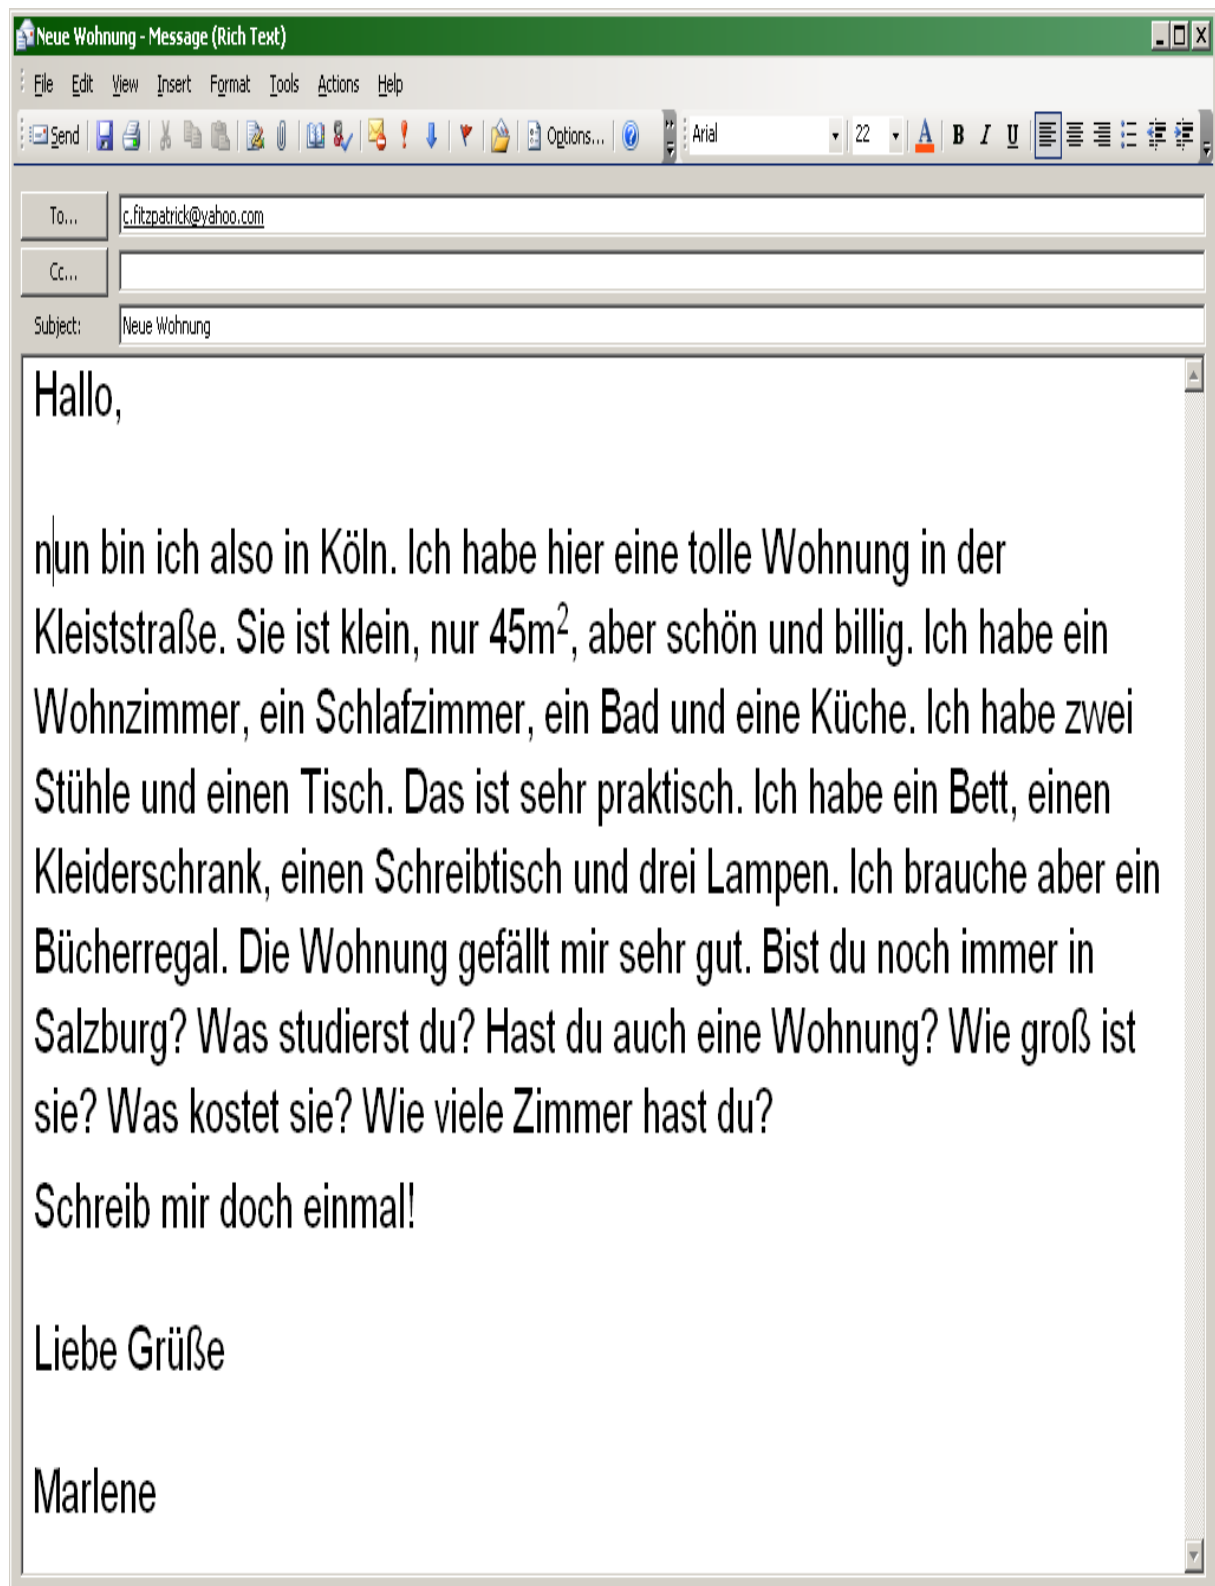 Neue Wohnung - Message (Rich Text)
File Edit View Insert Format Tools Actions Help
Send Options... Arial 22 A B I U
To... c.fitzpatrick@yahoo.com
Cc...
Subject: Neue Wohnung
Hallo,
nun bin ich also in Köln. Ich habe hier eine tolle Wohnung in der
Kleiststraße. Sie ist klein, nur 45m², aber schön und billig. Ich habe ein
Wohnzimmer, ein Schlafzimmer, ein Bad und eine Küche. Ich habe zwei
Stühle und einen Tisch. Das ist sehr praktisch. Ich habe ein Bett, einen
Kleiderschrank, einen Schreibtisch und drei Lampen. Ich brauche aber ein
Bücherregal. Die Wohnung gefällt mir sehr gut. Bist du noch immer in
Salzburg? Was studierst du? Hast du auch eine Wohnung? Wie groß ist
sie? Was kostet sie? Wie viele Zimmer hast du?
Schreib mir doch einmal!
Liebe Grüße
Marlene